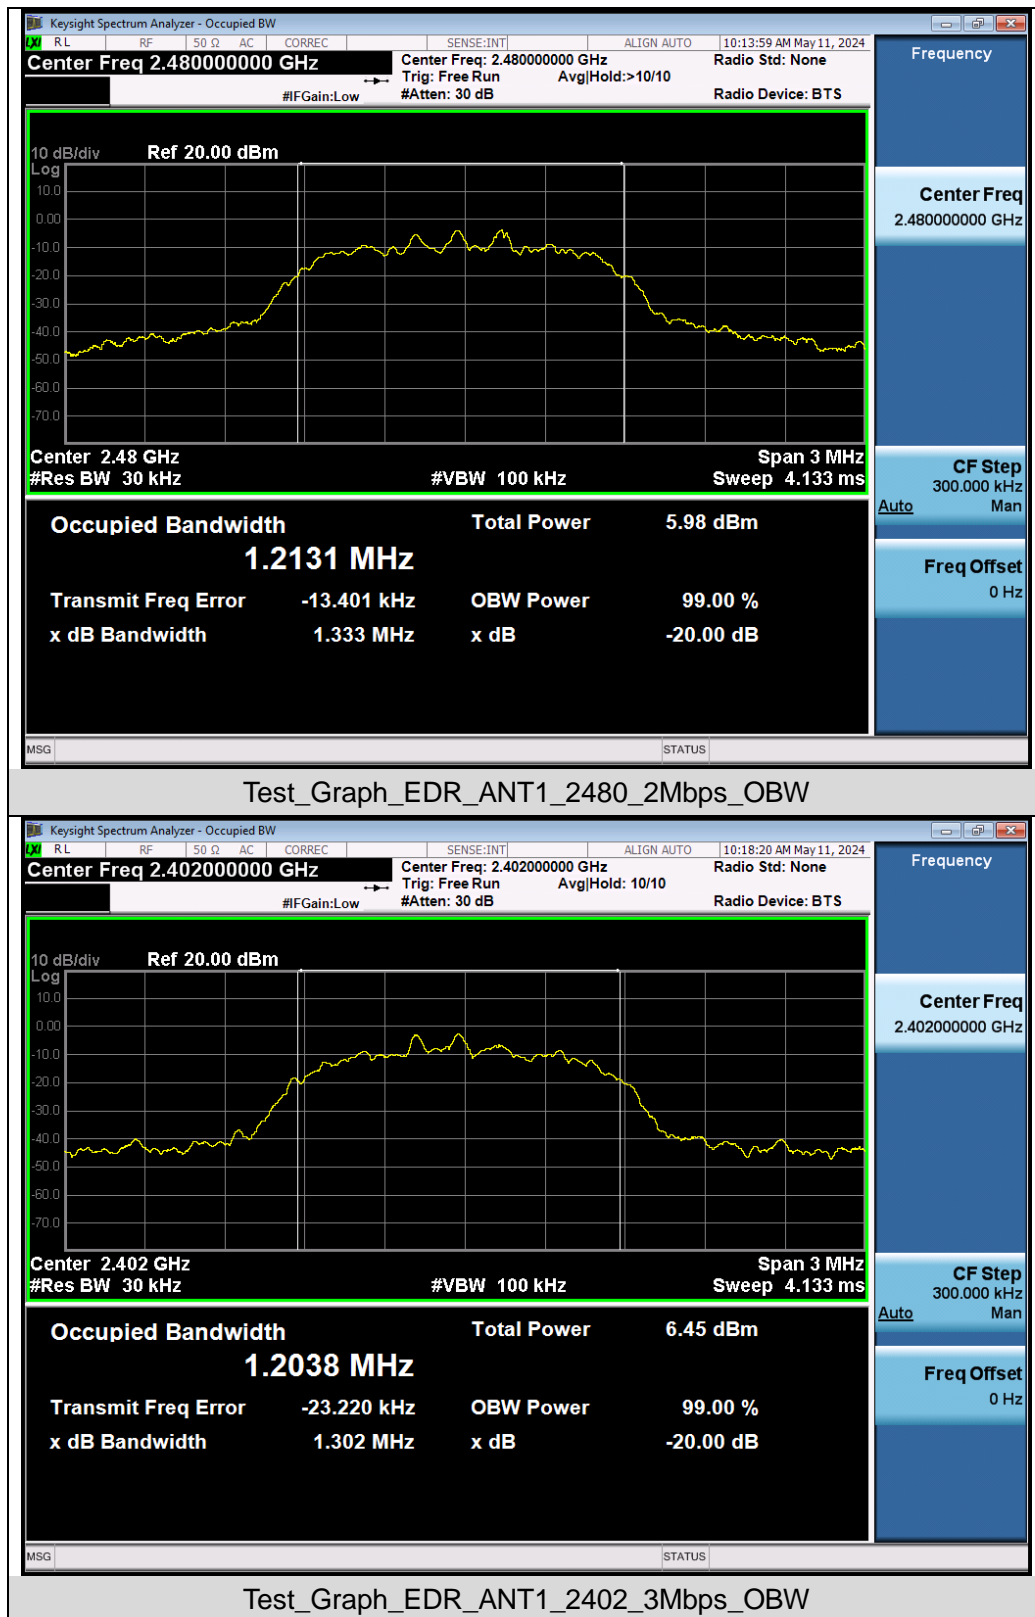 Keysight Spectrum Analyzer - Occupied BW
LXI RL RF 50 Ω AC CORREC SENSE:INT ALIGN AUTO 10:13:59 AM May 11, 2024
Center Freq 2.480000000 GHz
Center Freq: 2.480000000 GHz
Radio Std: None
Trig: Free Run Avg|Hold:>10/10
#IFGain:Low
#Atten: 30 dB
Radio Device: BTS
10 dB/div Ref 20.00 dBm
Log
10.0
0.00
-10.0
-20.0
-30.0
-40.0
-50.0
-60.0
-70.0
Center 2.48 GHz Span 3 MHz
#Res BW 30 kHz #VBW 100 kHz Sweep 4.133 ms
Occupied Bandwidth Total Power 5.98 dBm
1.2131 MHz
Transmit Freq Error -13.401 kHz OBW Power 99.00 %
x dB Bandwidth 1.333 MHz x dB -20.00 dB
MSG STATUS
Frequency
Center Freq
2.480000000 GHz
CF Step
300.000 kHz
Auto Man
Freq Offset
0 Hz
Test_Graph_EDR_ANT1_2480_2Mbps_OBW
Keysight Spectrum Analyzer - Occupied BW
LXI RL RF 50 Ω AC CORREC SENSE:INT ALIGN AUTO 10:18:20 AM May 11, 2024
Center Freq 2.402000000 GHz
Center Freq: 2.402000000 GHz
Radio Std: None
Trig: Free Run Avg|Hold: 10/10
#IFGain:Low
#Atten: 30 dB
Radio Device: BTS
10 dB/div Ref 20.00 dBm
Log
10.0
0.00
-10.0
-20.0
-30.0
-40.0
-50.0
-60.0
-70.0
Center 2.402 GHz Span 3 MHz
#Res BW 30 kHz #VBW 100 kHz Sweep 4.133 ms
Occupied Bandwidth Total Power 6.45 dBm
1.2038 MHz
Transmit Freq Error -23.220 kHz OBW Power 99.00 %
x dB Bandwidth 1.302 MHz x dB -20.00 dB
MSG STATUS
Frequency
Center Freq
2.402000000 GHz
CF Step
300.000 kHz
Auto Man
Freq Offset
0 Hz
Test_Graph_EDR_ANT1_2402_3Mbps_OBW